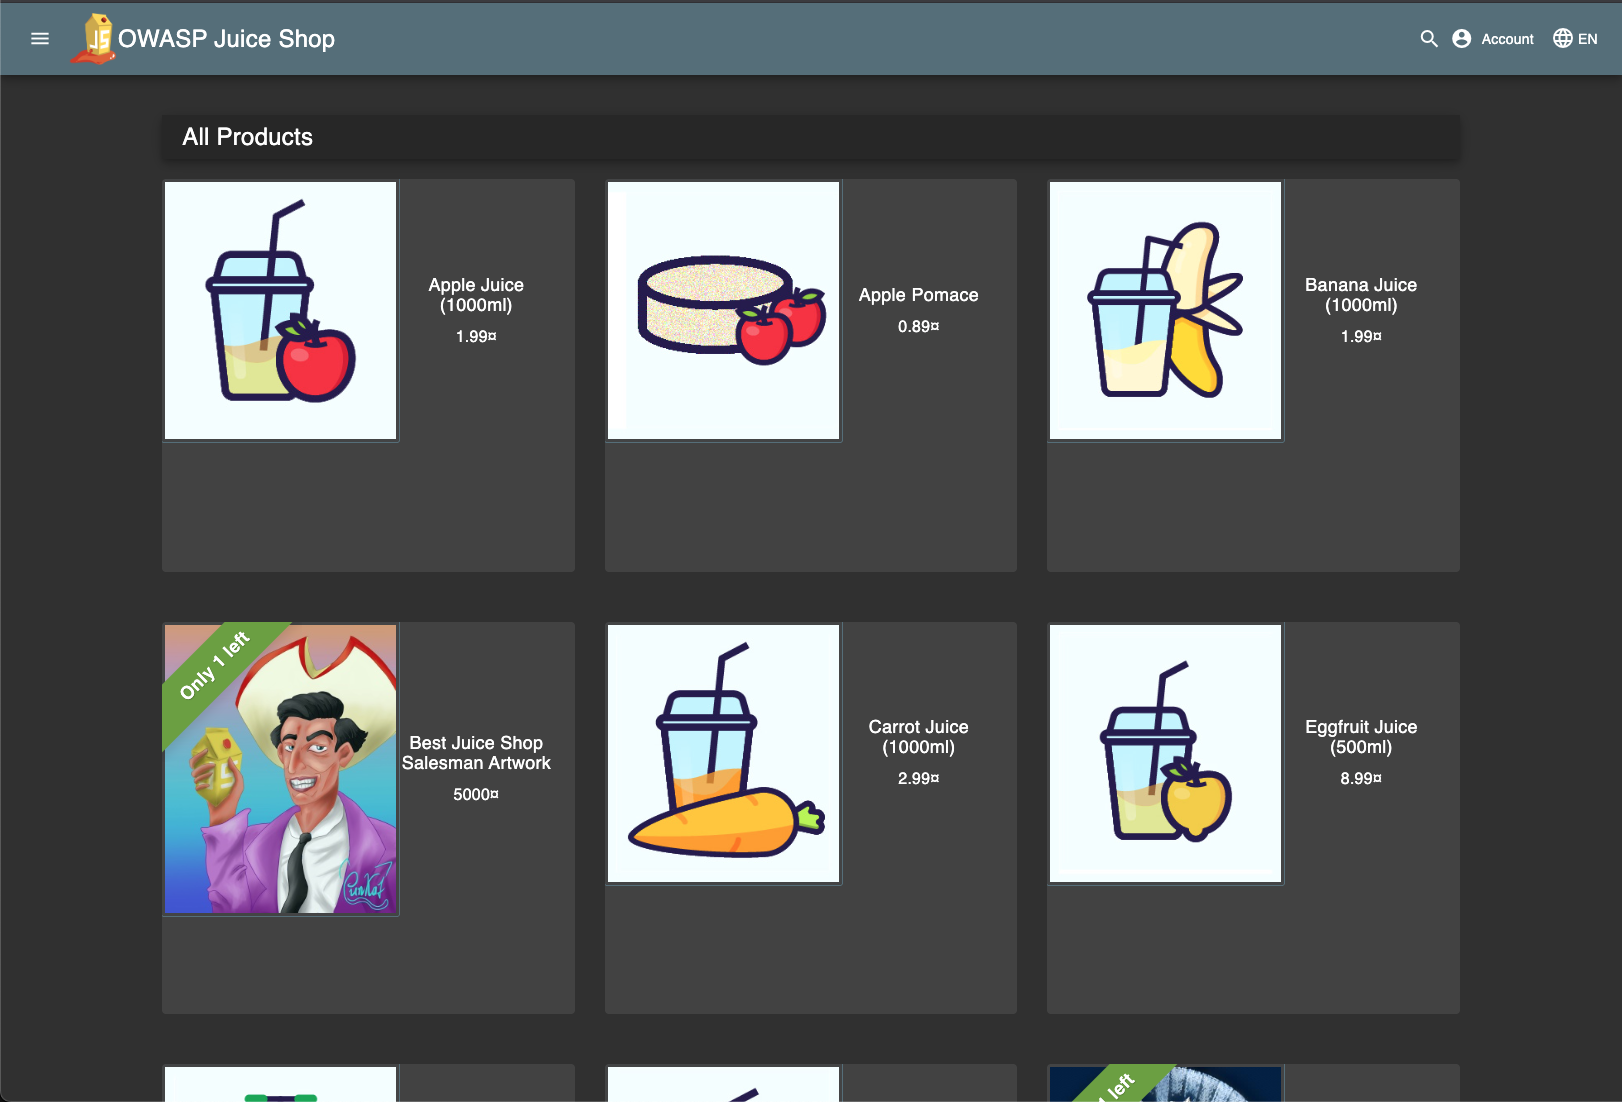 OWASP Juice Shop
Account
EN
All Products
Apple Juice
(1000ml)
1.99¤
Apple Pomace
0.89¤
Banana Juice
(1000ml)
1.99¤
Only 1 left
Best Juice Shop
Salesman Artwork
5000¤
Carrot Juice
(1000ml)
2.99¤
Eggfruit Juice
(500ml)
8.99¤
1 left